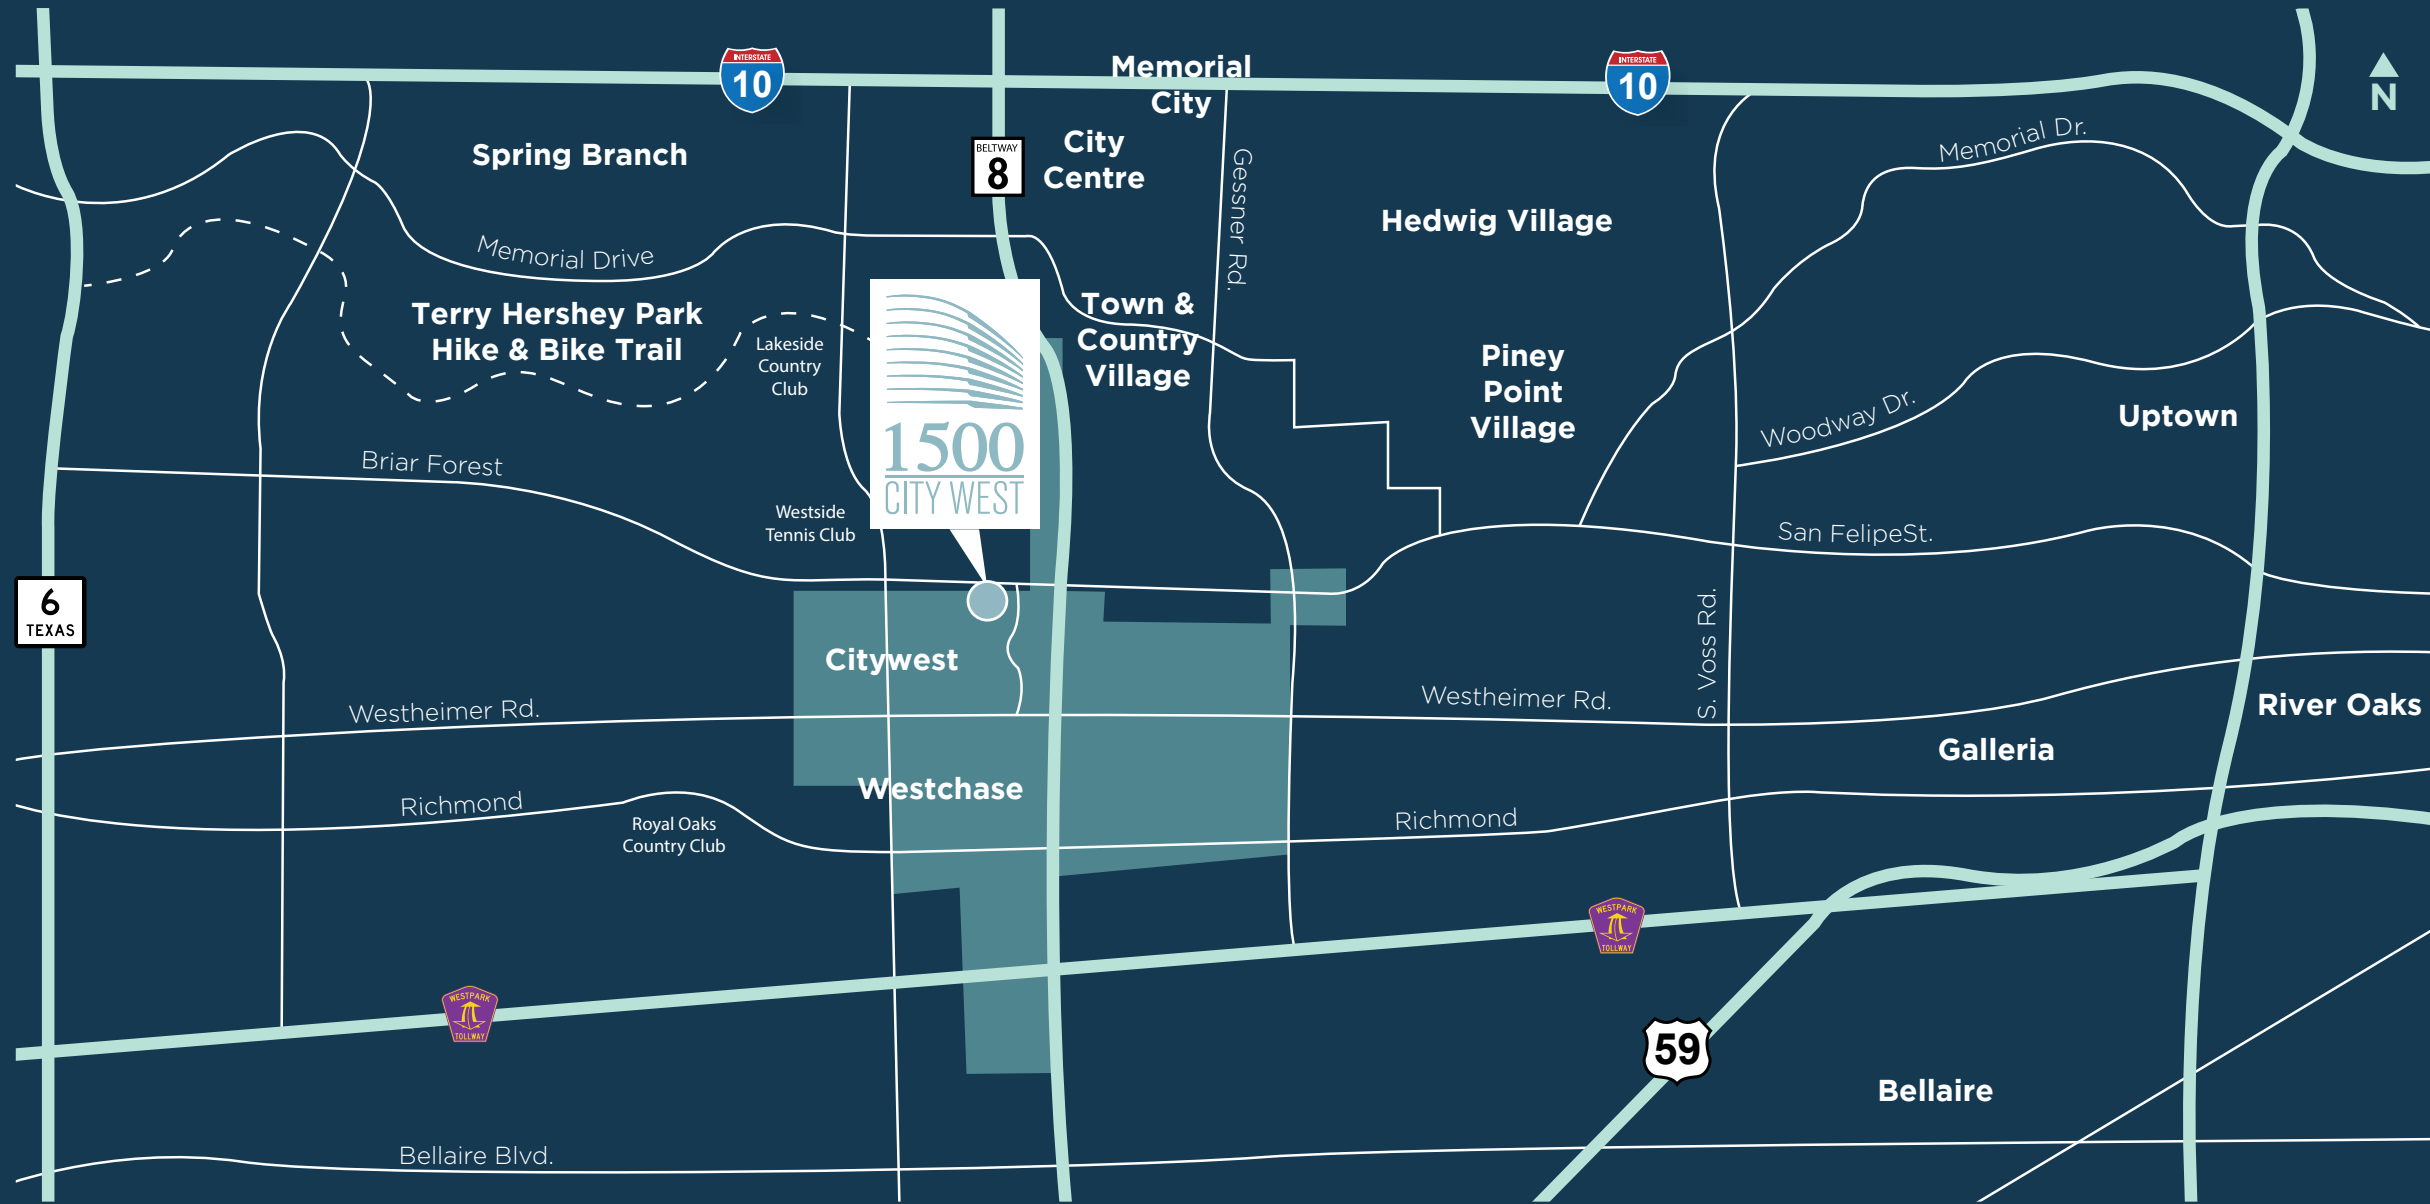 INTERSTATE
10
INTERSTATE
10
N
Memorial
City
City
Centre
BELTWAY
8
Spring Branch
Gessner Rd.
Memorial Dr.
Hedwig Village
Memorial Drive
Terry Hershey Park
Hike & Bike Trail
Lakeside
Country
Club
Town &
Country
Village
Piney
Point
Village
Woodway Dr.
Uptown
1500
CITY WEST
Briar Forest
Westside
Tennis Club
San FelipeSt.
6
TEXAS
Citywest
S. Voss Rd.
Westheimer Rd.
Westheimer Rd.
River Oaks
Galleria
Westchase
Richmond
Richmond
Royal Oaks
Country Club
WESTPARK
TOLLWAY
WESTPARK
TOLLWAY
59
Bellaire
Bellaire Blvd.